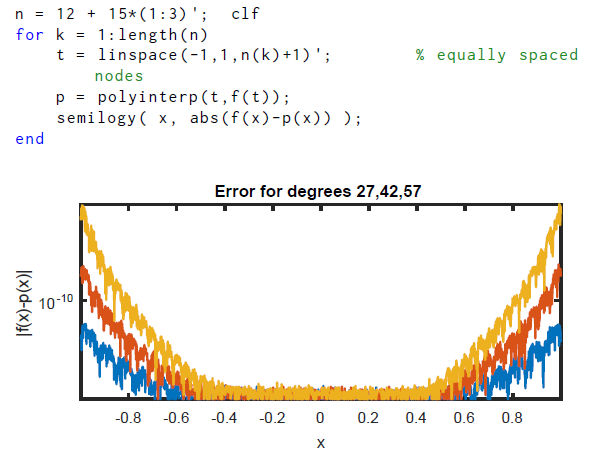 n = 12 + 15*(1:3)';  clf
for k = 1:length(n)
    t = linspace(-1,1,n(k)+1)';        % equally spaced
        nodes
    p = polyinterp(t,f(t));
    semilogy( x, abs(f(x)-p(x)) );
end
Error for degrees 27,42,57
|f(x)-p(x)|
10^-10
-0.8 -0.6 -0.4 -0.2 0 0.2 0.4 0.6 0.8
x